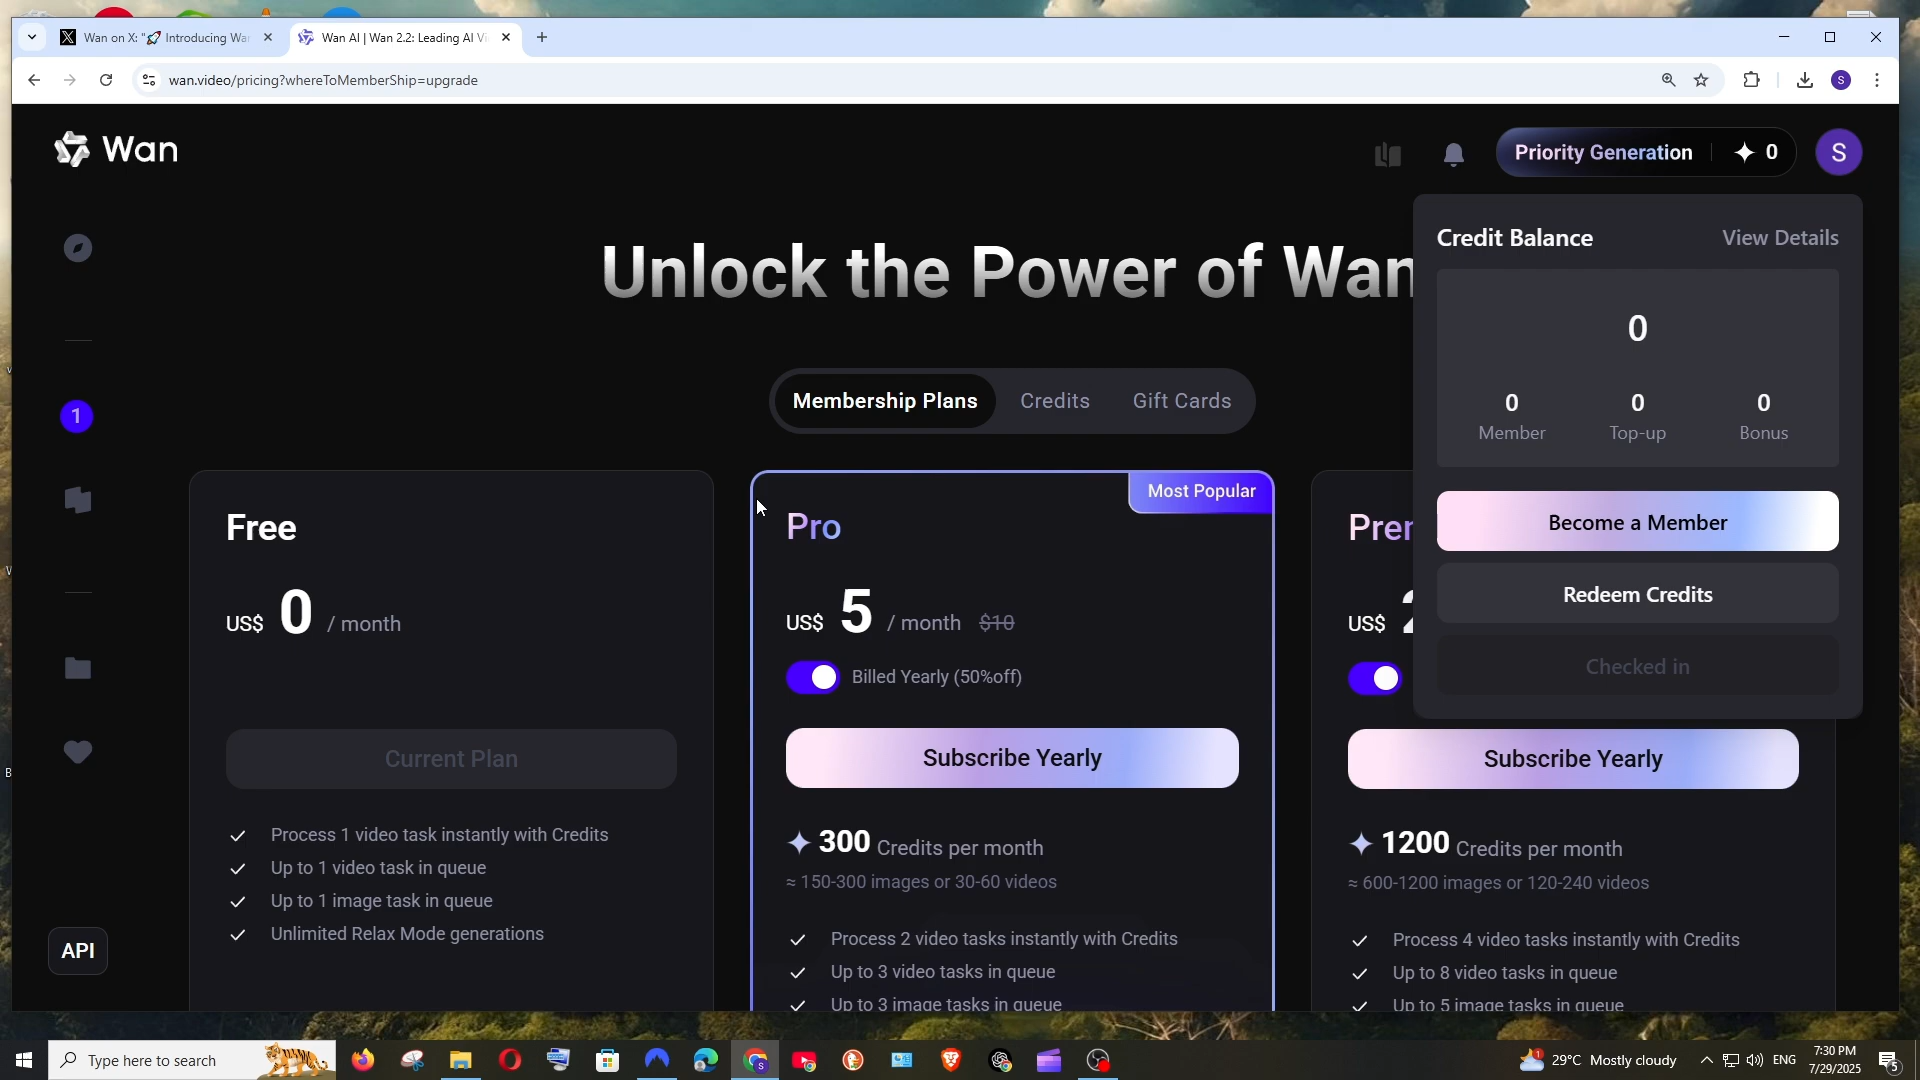 Wan on X: "🚀 Introducing Wan
Wan AI | Wan 2.2: Leading AI Vi
wan.video/pricing?whereToMemberShip=upgrade
S
Wan
Priority Generation
0
S
Unlock the Power of Wan
Membership Plans
Credits
Gift Cards
Credit Balance
View Details
0
0
0
0
Member
Top-up
Bonus
Become a Member
Redeem Credits
Checked in
1
API
Free
US$ 0 / month
Current Plan
Process 1 video task instantly with Credits
Up to 1 video task in queue
Up to 1 image task in queue
Unlimited Relax Mode generations
Most Popular
Pro
US$ 5 / month $10
Billed Yearly (50%off)
Subscribe Yearly
300 Credits per month
≈ 150-300 images or 30-60 videos
Process 2 video tasks instantly with Credits
Up to 3 video tasks in queue
Up to 3 image tasks in queue
US$
Subscribe Yearly
1200 Credits per month
≈ 600-1200 images or 120-240 videos
Process 4 video tasks instantly with Credits
Up to 8 video tasks in queue
Up to 5 image tasks in queue
Type here to search
29°C Mostly cloudy
ENG
7:30 PM
7/29/2025
5